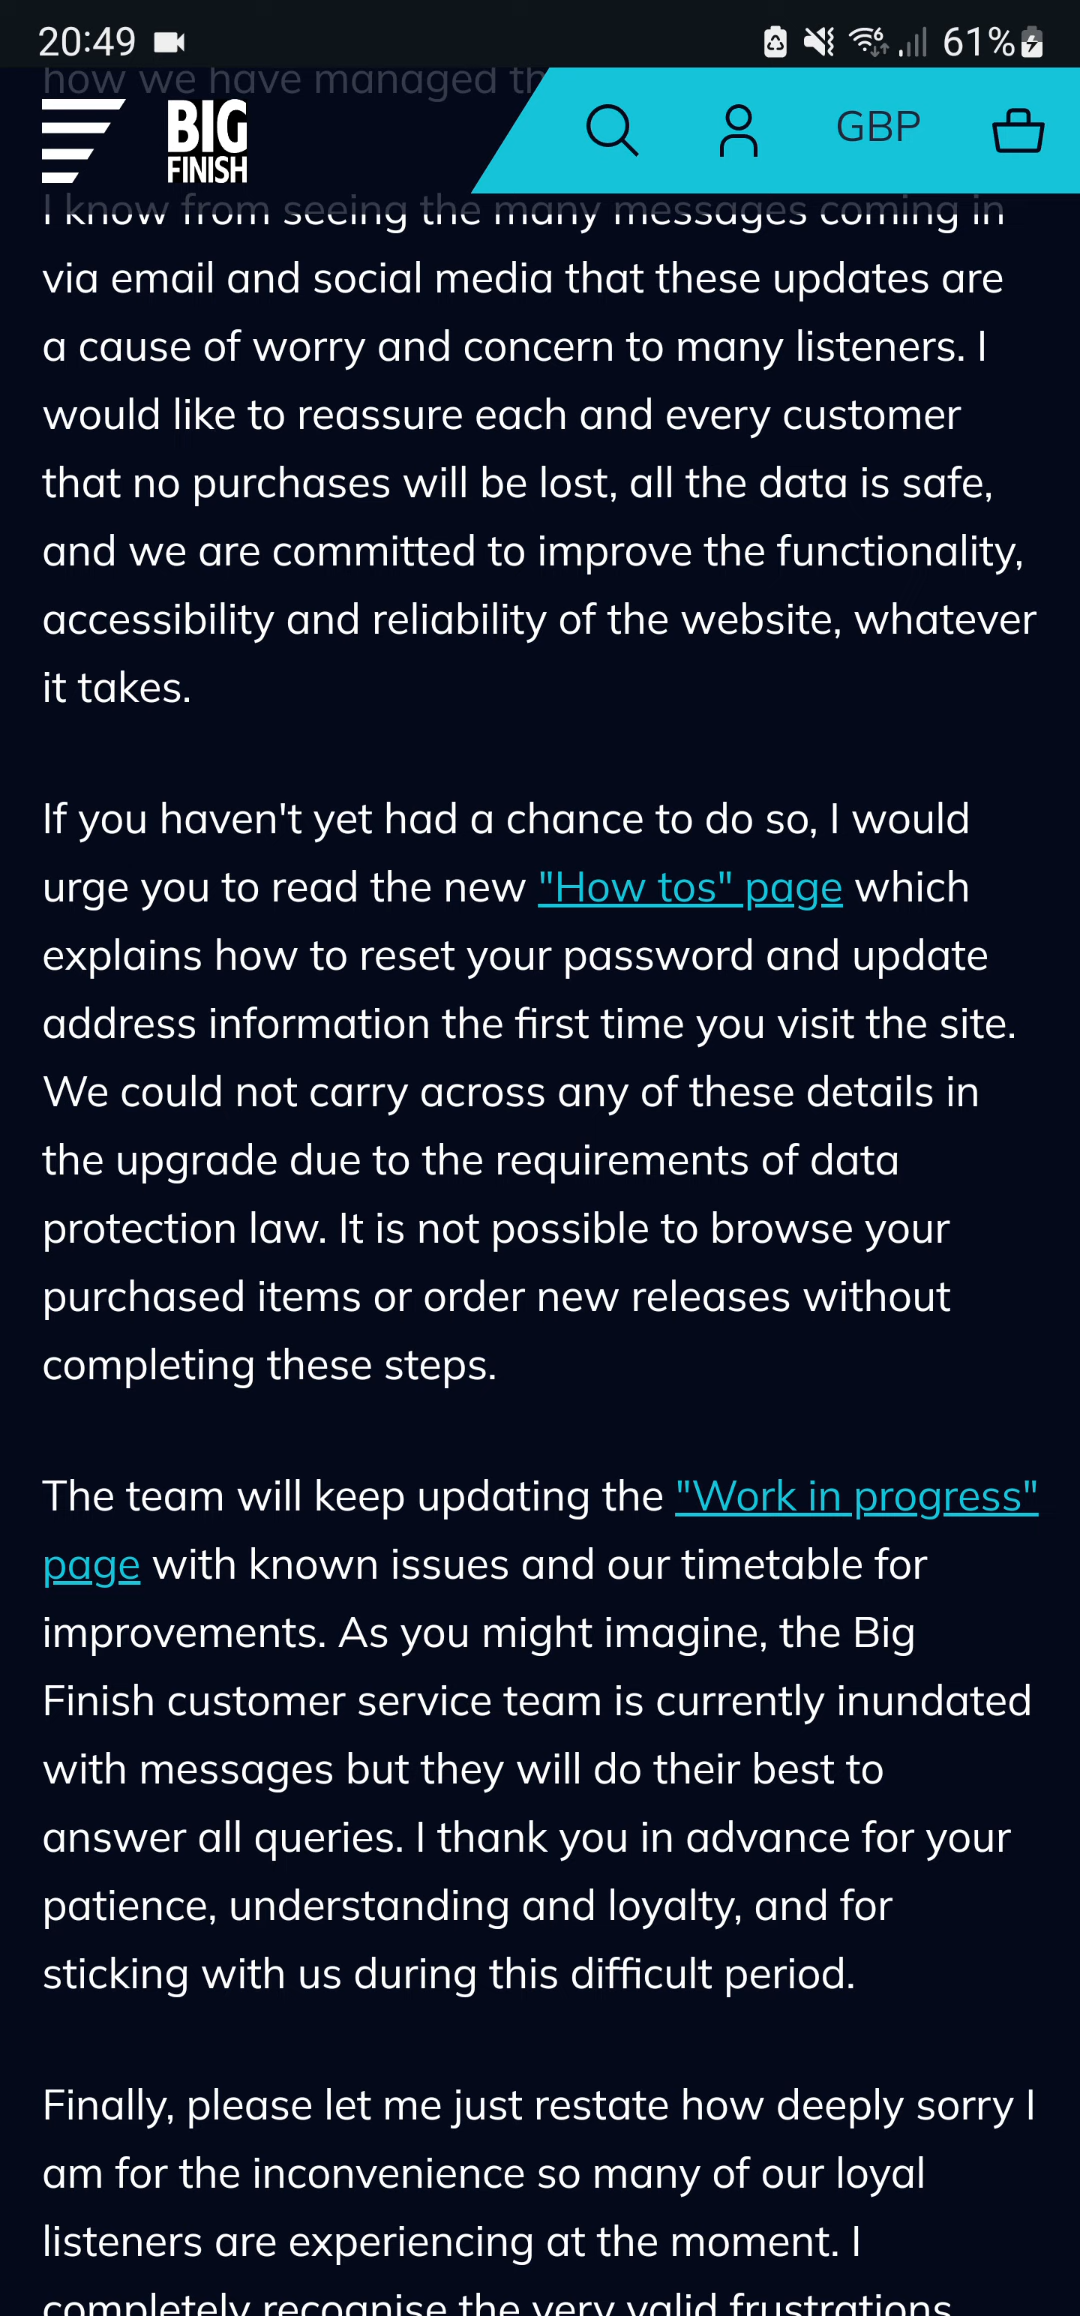 20:49 61%
how we have managed th
BIG
FINISH
GBP
I know from seeing the many messages coming in
via email and social media that these updates are
a cause of worry and concern to many listeners. I
would like to reassure each and every customer
that no purchases will be lost, all the data is safe,
and we are committed to improve the functionality,
accessibility and reliability of the website, whatever
it takes.
If you haven't yet had a chance to do so, I would
urge you to read the new "How tos" page which
explains how to reset your password and update
address information the first time you visit the site.
We could not carry across any of these details in
the upgrade due to the requirements of data
protection law. It is not possible to browse your
purchased items or order new releases without
completing these steps.
The team will keep updating the "Work in progress"
page with known issues and our timetable for
improvements. As you might imagine, the Big
Finish customer service team is currently inundated
with messages but they will do their best to
answer all queries. I thank you in advance for your
patience, understanding and loyalty, and for
sticking with us during this difficult period.
Finally, please let me just restate how deeply sorry I
am for the inconvenience so many of our loyal
listeners are experiencing at the moment. I
completely recognise the very valid frustrations